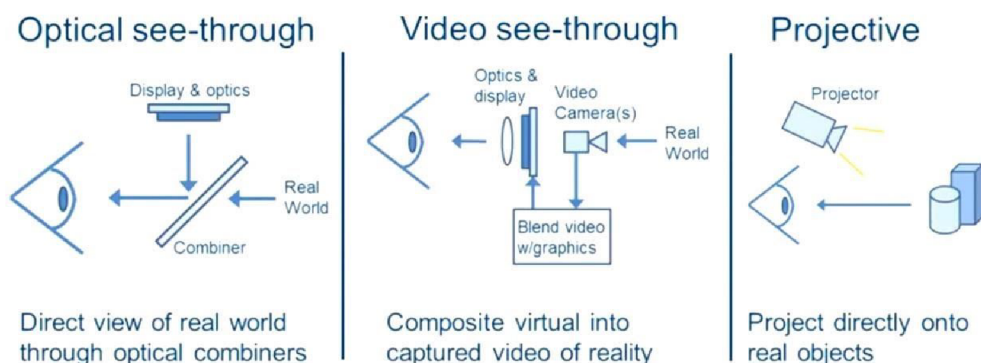 Optical see-through
Display & optics
Real
World
Combiner
Direct view of real world
through optical combiners
Video see-through
Optics &
display
Video
Camera(s)
Real
World
Blend video
w/graphics
Composite virtual into
captured video of reality
Projective
Projector
Project directly onto
real objects